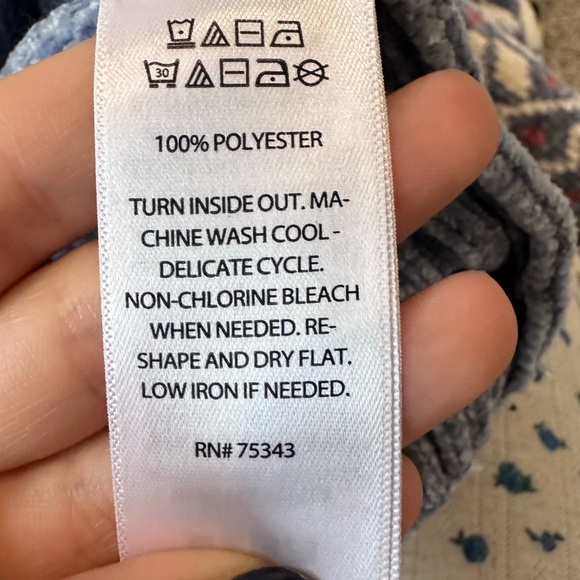 30
100% POLYESTER
TURN INSIDE OUT. MA-
CHINE WASH COOL -
DELICATE CYCLE.
NON-CHLORINE BLEACH
WHEN NEEDED. RE-
SHAPE AND DRY FLAT.
LOW IRON IF NEEDED.
RN# 75343